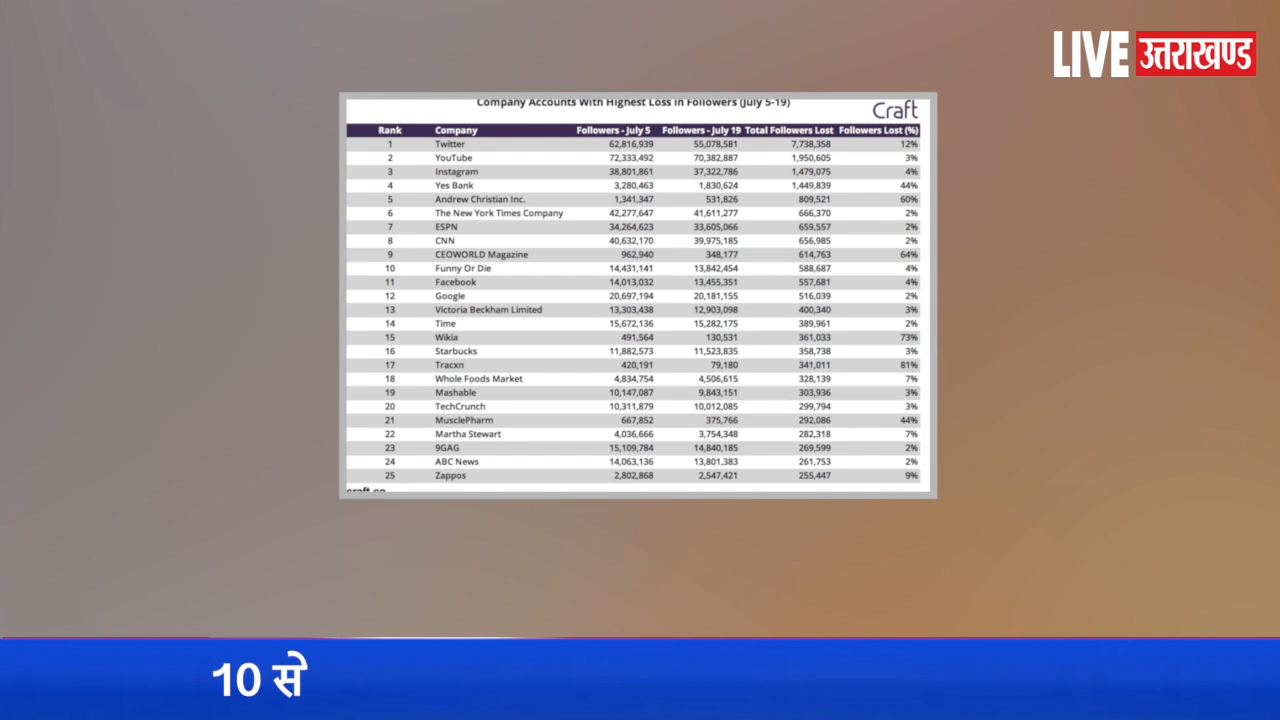 LIVE उत्तराखण्ड
Company Accounts With Highest Loss in Followers (July 5-19)
Craft
Rank Company Followers - July 5 Followers - July 19 Total Followers Lost Followers Lost (%)
1 Twitter 62,816,939 55,078,581 7,738,358 12%
2 YouTube 72,333,492 70,382,887 1,950,605 3%
3 Instagram 38,801,861 37,322,786 1,479,075 4%
4 Yes Bank 3,280,463 1,830,624 1,449,839 44%
5 Andrew Christian Inc. 1,341,347 531,826 809,521 60%
6 The New York Times Company 42,277,647 41,611,277 666,370 2%
7 ESPN 34,264,623 33,605,066 659,557 2%
8 CNN 40,632,170 39,975,185 656,985 2%
9 CEOWORLD Magazine 962,940 348,177 614,763 64%
10 Funny Or Die 14,431,141 13,842,454 588,687 4%
11 Facebook 14,013,032 13,455,351 557,681 4%
12 Google 20,697,194 20,181,155 516,039 2%
13 Victoria Beckham Limited 13,303,438 12,903,098 400,340 3%
14 Time 15,672,136 15,282,175 389,961 2%
15 Wikia 491,564 130,531 361,033 73%
16 Starbucks 11,882,573 11,523,835 358,738 3%
17 Tracxn 420,191 79,180 341,011 81%
18 Whole Foods Market 4,834,754 4,506,615 328,139 7%
19 Mashable 10,147,087 9,843,151 303,936 3%
20 TechCrunch 10,311,879 10,012,085 299,794 3%
21 MusclePharm 667,852 375,766 292,086 44%
22 Martha Stewart 4,036,666 3,754,348 282,318 7%
23 9GAG 15,109,784 14,840,185 269,599 2%
24 ABC News 14,063,136 13,801,383 261,753 2%
25 Zappos 2,802,868 2,547,421 255,447 9%
craft.co
10 से